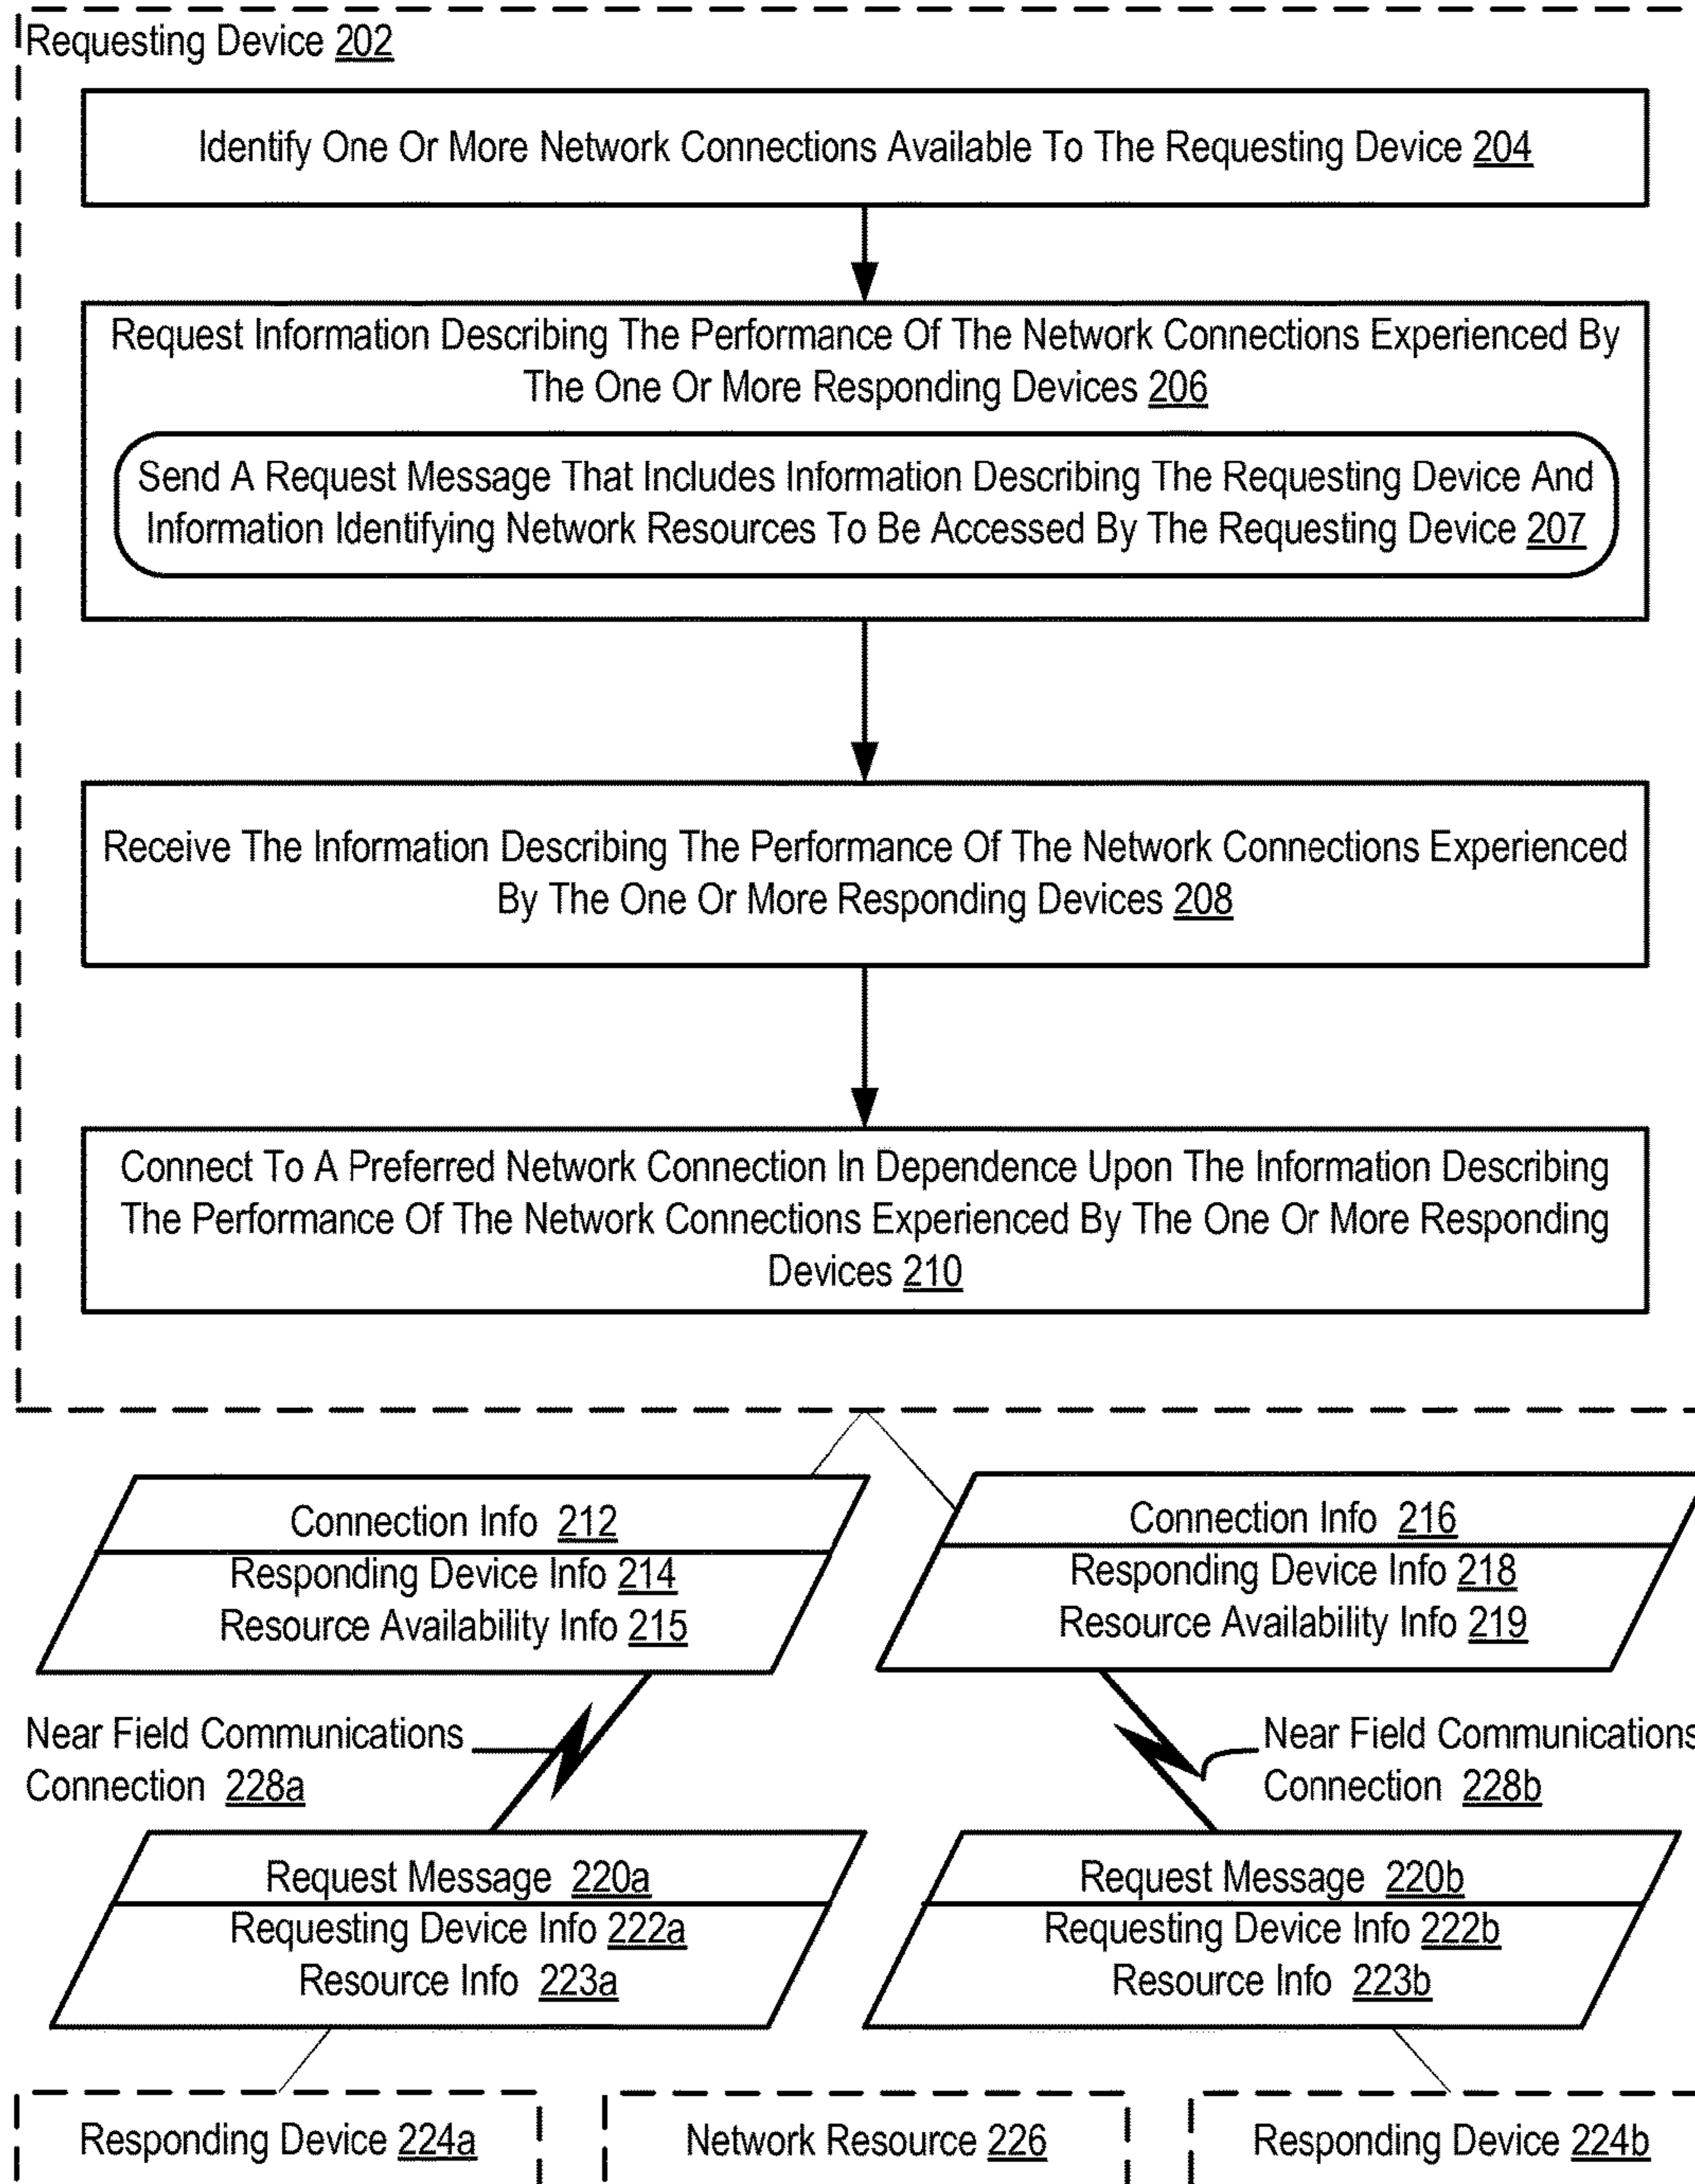 Requesting Device 202
Identify One Or More Network Connections Available To The Requesting Device 204
Request Information Describing The Performance Of The Network Connections Experienced By
The One Or More Responding Devices 206
Send A Request Message That Includes Information Describing The Requesting Device And
Information Identifying Network Resources To Be Accessed By The Requesting Device 207
Receive The Information Describing The Performance Of The Network Connections Experienced
By The One Or More Responding Devices 208
Connect To A Preferred Network Connection In Dependence Upon The Information Describing
The Performance Of The Network Connections Experienced By The One Or More Responding
Devices 210
Connection Info 212
Responding Device Info 214
Resource Availability Info 215
Connection Info 216
Responding Device Info 218
Resource Availability Info 219
Near Field Communications
Connection 228a
Near Field Communications
Connection 228b
Request Message 220a
Requesting Device Info 222a
Resource Info 223a
Request Message 220b
Requesting Device Info 222b
Resource Info 223b
Responding Device 224a
Network Resource 226
Responding Device 224b